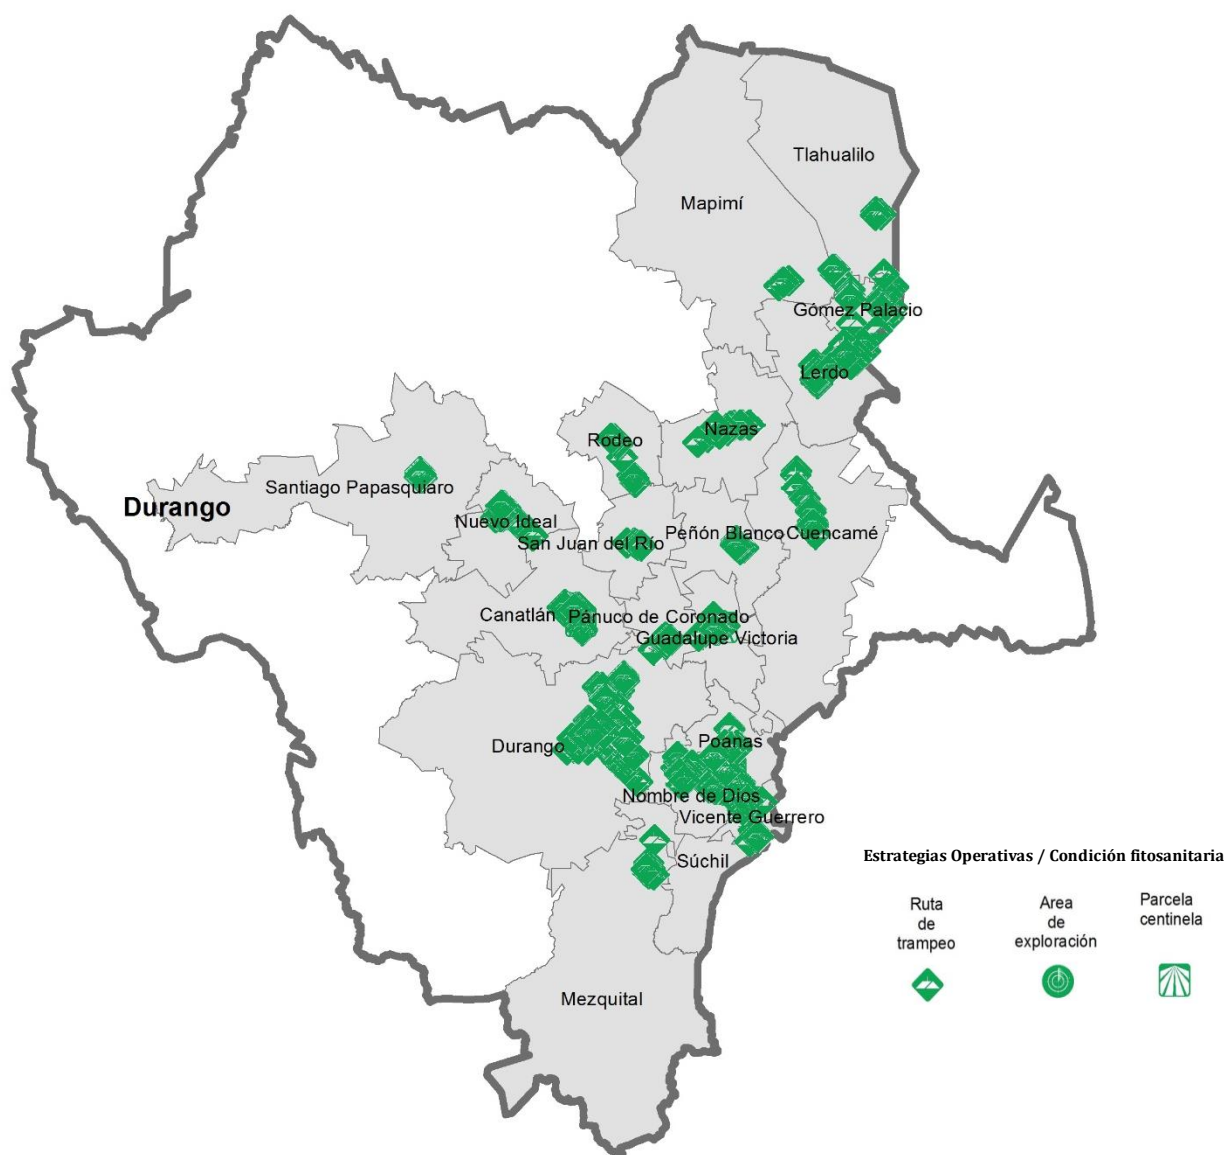 Tlahualilo
Mapimí
Gómez Palacio
Lerdo
Nazas
Rodeo
Santiago Papasquiaro
Durango
Nuevo Ideal
San Juan del Río
Peñón Blanco
Cuencamé
Canatlán
Pánuco de Coronado
Guadalupe Victoria
Durango
Poanas
Nombre de Dios
Vicente Guerrero
Súchil
Mezquital
Estrategias Operativas / Condición fitosanitaria
Ruta
de
trampeo
Area
de
exploración
Parcela
centinela